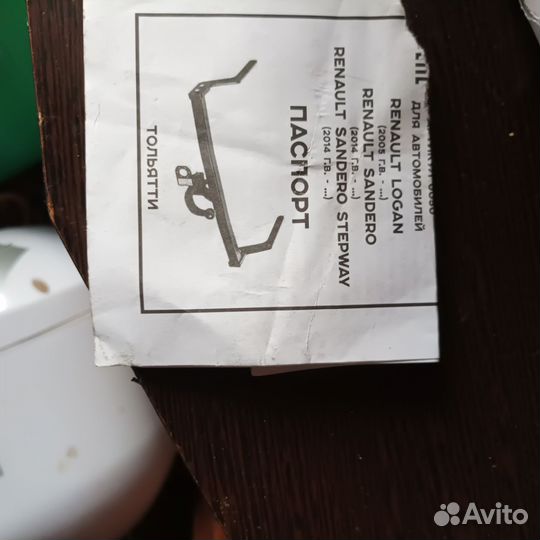 ДЛЯ АВТОМОБИЛЕЙ
RENAULT LOGAN
(2005 Г.В. - ...)
RENAULT SANDERO
(2014 Г.В. - ...)
RENAULT SANDERO STEPWAY
(2014 Г.В. - ...)
ПАСПОРТ
ТОЛЬЯТТИ
Avito